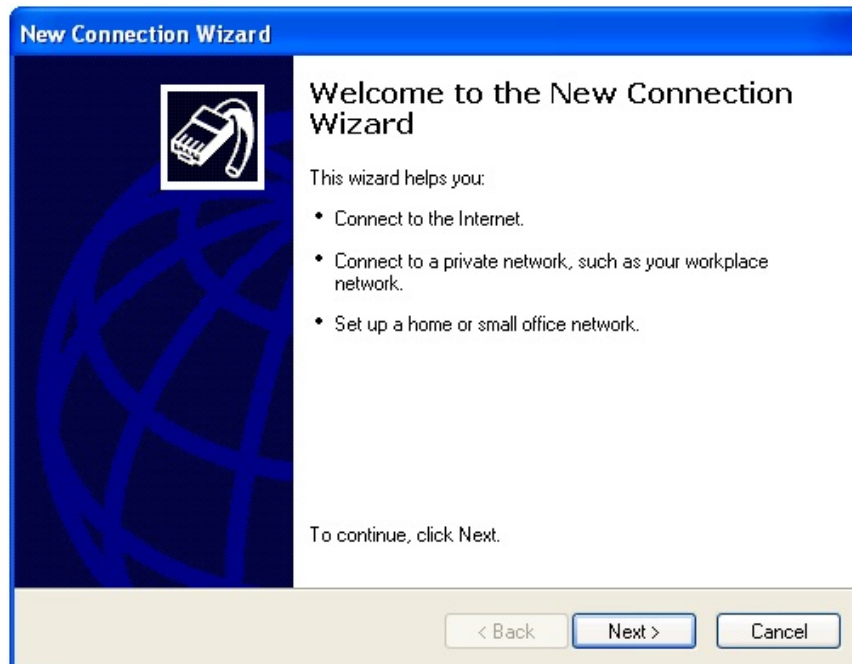 New Connection Wizard
Welcome to the New Connection
Wizard
This wizard helps you:
• Connect to the Internet.
• Connect to a private network, such as your workplace
network.
• Set up a home or small office network.
To continue, click Next.
< Back
Next >
Cancel